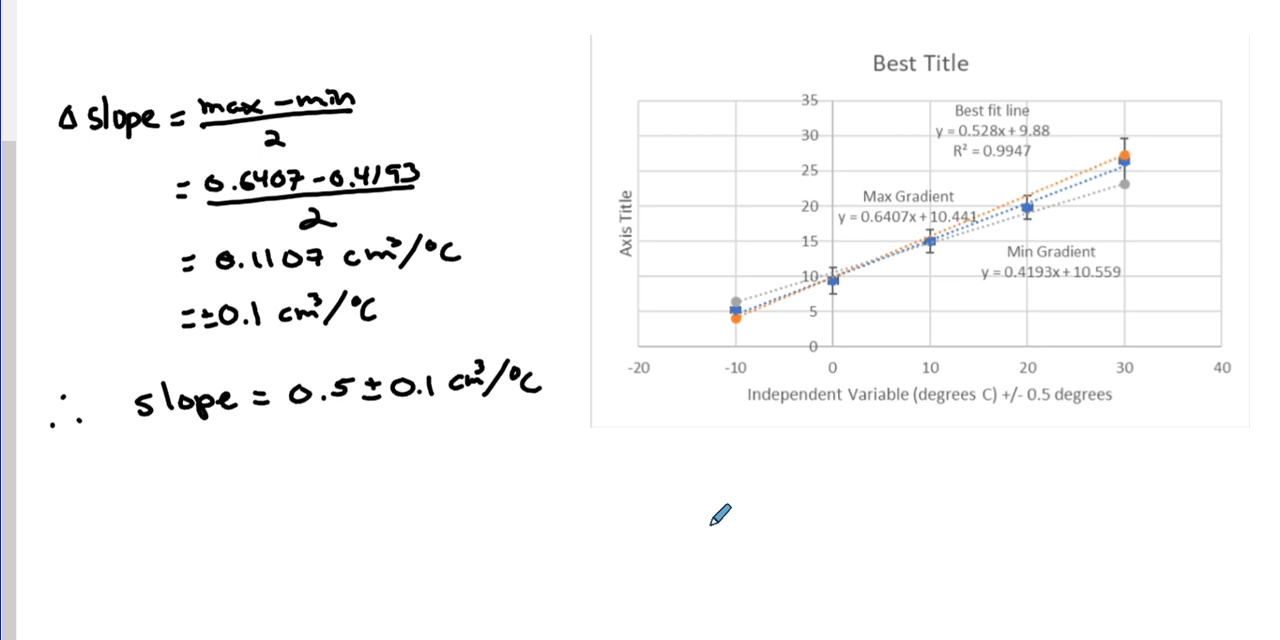 Δ slope = max - min
2
= 0.6407 - 0.4193
2
= 0.1107 cm³/°C
= ±0.1 cm³/°C
∴ slope = 0.5 ± 0.1 cm³/°C
Best Title
35
30
25
20
15
10
5
0
-20
-10
0
10
20
30
40
Axis Title
Best fit line
y = 0.528x + 9.88
R² = 0.9947
Max Gradient
y = 0.6407x + 10.441
Min Gradient
y = 0.4193x + 10.559
Independent Variable (degrees C) +/- 0.5 degrees